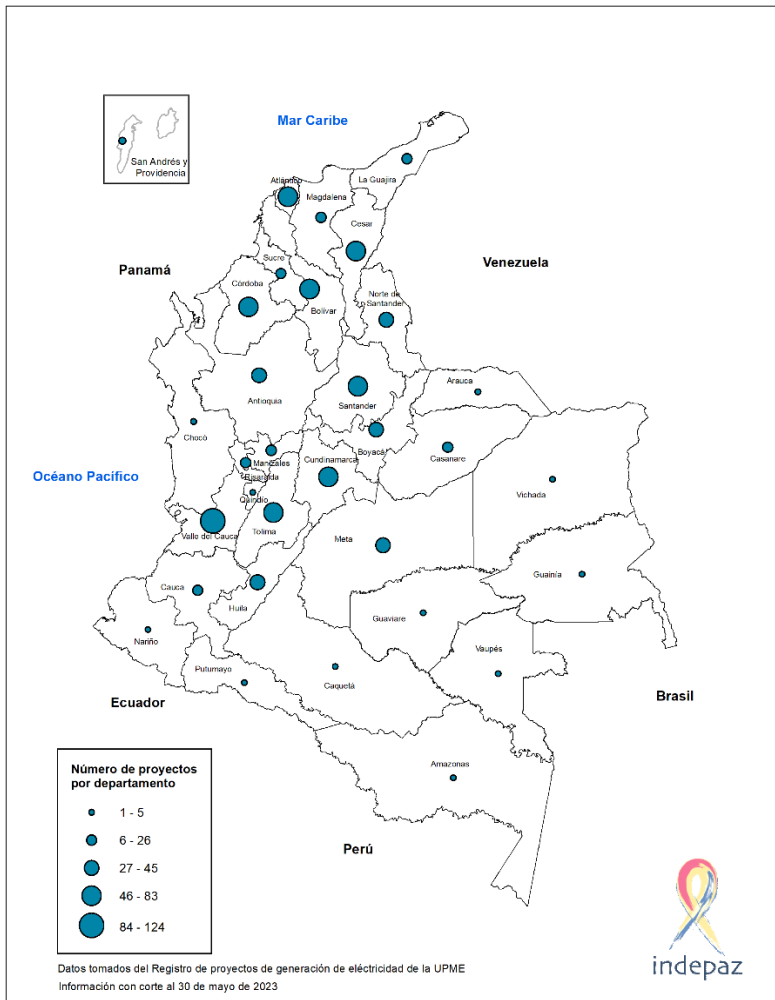 Mar Caribe
San Andrés y
Providencia
La Guajira
Atlántico
Magdalena
Cesar
Panamá
Venezuela
Sucre
Córdoba
Bolívar
Norte de
Santander
Antioquia
Santander
Arauca
Chocó
Boyacá
Casanare
Manizales
Cundinamarca
Risaralda
Océano Pacífico
Vichada
Quindío
Valle del Cauca
Tolima
Meta
Guainía
Cauca
Huila
Guaviare
Nariño
Vaupés
Putumayo
Caquetá
Ecuador
Brasil
Amazonas
Perú
Número de proyectos
por departamento
1 - 5
6 - 26
27 - 45
46 - 83
84 - 124
indepaz
Datos tomados del Registro de proyectos de generación de eléctricidad de la UPME
Información con corte al 30 de mayo de 2023